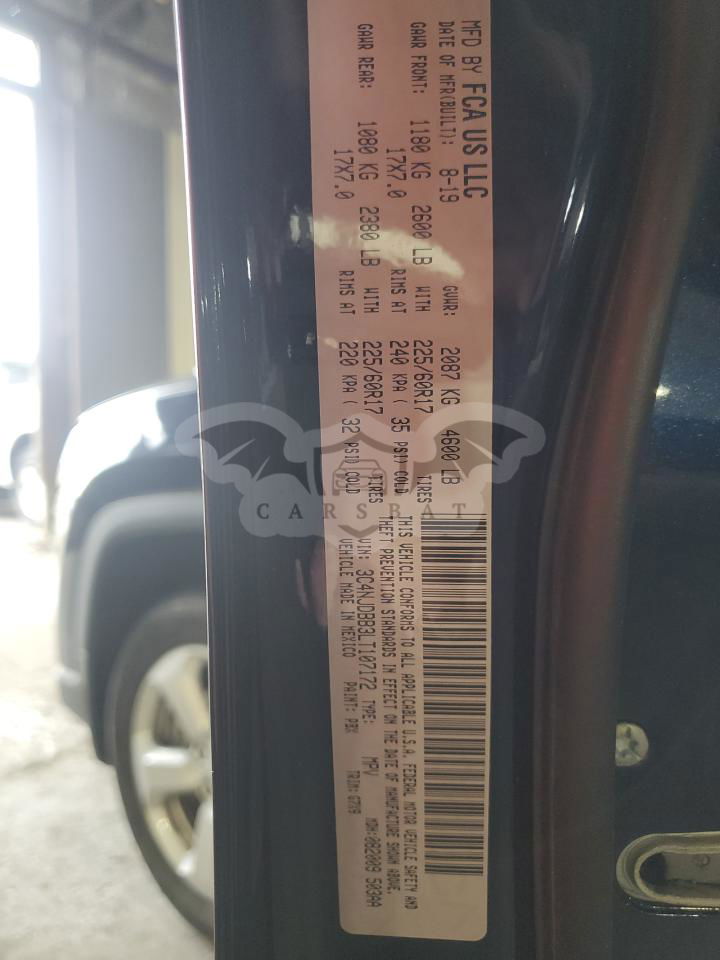 MFD BY FCA US LLC
DATE OF MFR(BUILT): 8-19 GVWR: 2087 KG 4600 LB
GAWR FRONT: 1180 KG 2600 LB WITH 225/60R17 TIRES
17X7.0 RIMS AT 240 KPA ( 35 PSI) COLD
GAWR REAR: 1080 KG 2380 LB WITH 225/60R17 TIRES
17X7.0 RIMS AT 220 KPA ( 32 PSI) COLD
THIS VEHICLE CONFORMS TO ALL APPLICABLE U.S.A. FEDERAL MOTOR VEHICLE SAFETY AND
THEFT PREVENTION STANDARDS IN EFFECT ON THE DATE OF MANUFACTURE SHOWN ABOVE.
VIN: 3C4NJDBB3LT107172 TYPE: MPV MDH:082009 503AA
VEHICLE MADE IN MEXICO PAINT: PBX TRIM:
CARSBAT